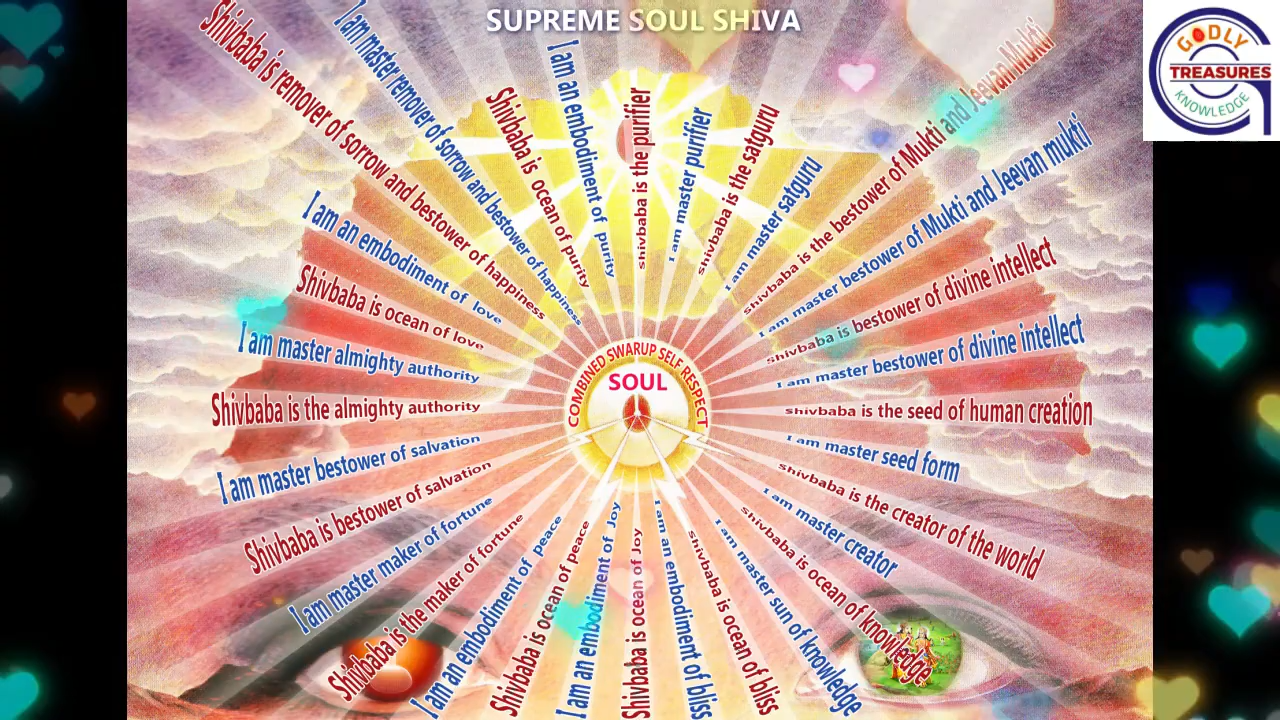 SUPREME SOUL SHIVA
GODLY
TREASURES
KNOWLEDGE
Shivbaba is the purifier
I am master purifier
shivbaba is the satguru
I am master satguru
shivbaba is the bestower of Mukti and Jeevan Mukti
I am master bestower of Mukti and Jeevan mukti
shivbaba is bestower of divine intellect
I am master bestower of divine intellect
shivbaba is the seed of human creation
I am master seed form
shivbaba is the creator of the world
I am master creator
shivbaba is ocean of knowledge
I am master sun of knowledge
shivbaba is ocean of bliss
I am an embodiment of bliss
Shivbaba is ocean of Joy
I am an embodiment of Joy
Shivbaba is ocean of peace
I am an embodiment of peace
Shivbaba is the maker of fortune
I am master maker of fortune
Shivbaba is bestower of salvation
I am master bestower of salvation
Shivbaba is the almighty authority
I am master almighty authority
Shivbaba is ocean of love
I am an embodiment of love
Shivbaba is remover of sorrow and bestower of happiness
I am master remover of sorrow and bestower of happiness
Shivbaba is ocean of purity
I am an embodiment of purity
COMBINED SWARUP SELF RESPECT
SOUL